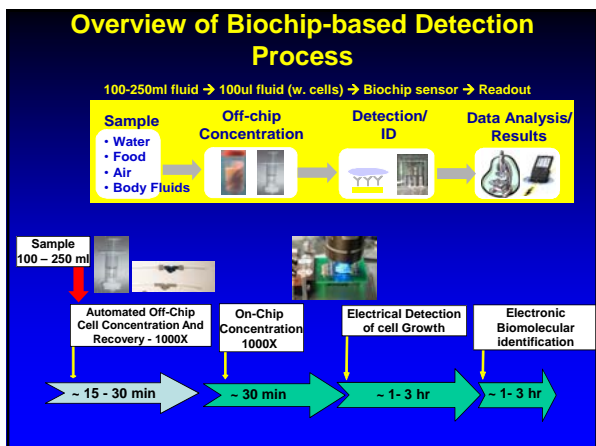 Overview of Biochip-based Detection
Process
100-250ml fluid → 100ul fluid (w. cells) → Biochip sensor → Readout
Sample
• Water
• Food
• Air
• Body Fluids
Off-chip
Concentration
Detection/
ID
Data Analysis/
Results
Sample
100 – 250 ml
Automated Off-Chip
Cell Concentration And
Recovery - 1000X
On-Chip
Concentration
1000X
Electrical Detection
of cell Growth
Electronic
Biomolecular
identification
~ 15 - 30 min
~ 30 min
~ 1- 3 hr
~ 1- 3 hr